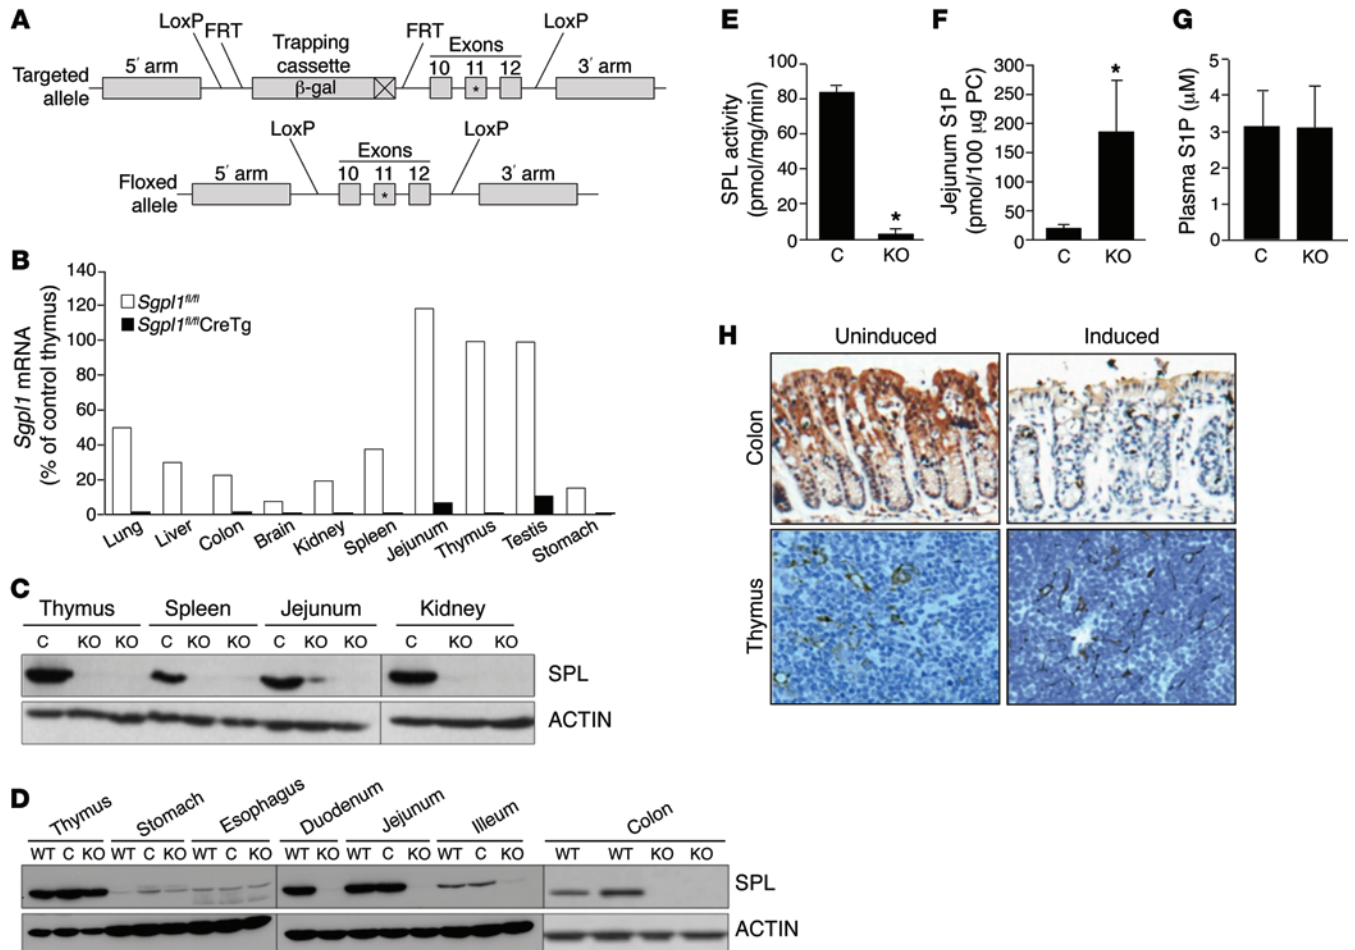 A
LoxP FRT Trapping cassette FRT Exons LoxP
Targeted allele 5′ arm β-gal 10 11 12 3′ arm
*
LoxP Exons LoxP
Floxed allele 5′ arm 10 11 12 3′ arm
*
B
Sgpl1 mRNA
(% of control thymus)
140
120
100
80
60
40
20
0
Sgpl1fl/fl
Sgpl1fl/flCreTg
Lung Liver Colon Brain Kidney Spleen Jejunum Thymus Testis Stomach
C
Thymus Spleen Jejunum Kidney
C KO KO C KO KO C KO KO C KO KO
SPL
ACTIN
D
Thymus Stomach Esophagus Duodenum Jejunum Illeum Colon
WT C KO WT C KO WT C KO WT KO WT C KO WT C KO WT WT KO KO
SPL
ACTIN
E
SPL activity
(pmol/mg/min)
100
80
60
40
20
0
*
C KO
F
Jejunum S1P
(pmol/100 μg PC)
300
250
200
150
100
50
0
*
C KO
G
Plasma S1P (μM)
5
4
3
2
1
0
C KO
H
Uninduced Induced
Colon
Thymus